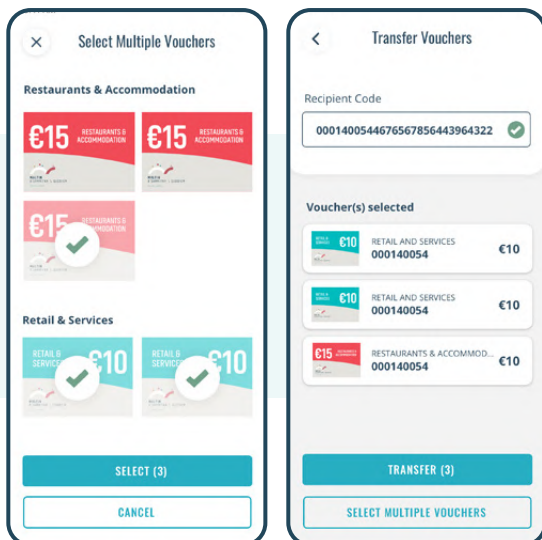 Select Multiple Vouchers
Restaurants & Accommodation
€15 RESTAURANTS &
ACCOMMODATION
€15 RESTAURANTS &
ACCOMMODATION
€15 RESTAURANTS &
ACCOMMODATION
Retail & Services
RETAIL &
SERVICES €10
RETAIL &
SERVICES €10
SELECT (3)
CANCEL
Transfer Vouchers
Recipient Code
0001400544676567856443964322
Voucher(s) selected
RETAIL &
SERVICES €10
RETAIL AND SERVICES
000140054
€10
RETAIL &
SERVICES €10
RETAIL AND SERVICES
000140054
€10
€15 RESTAURANTS &
ACCOMMODATION
RESTAURANTS & ACCOMMOD...
000140054
€10
TRANSFER (3)
SELECT MULTIPLE VOUCHERS